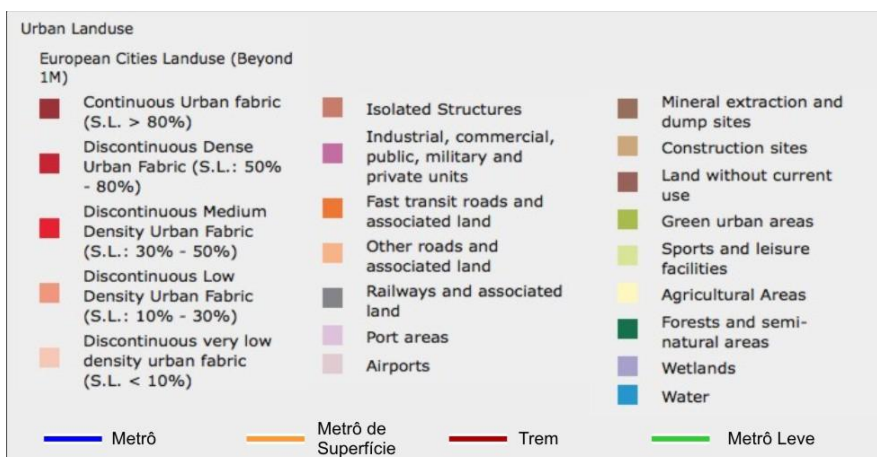 Urban Landuse
European Cities Landuse (Beyond
1M)
Continuous Urban fabric
(S.L. > 80%)
Discontinuous Dense
Urban Fabric (S.L.: 50%
- 80%)
Discontinuous Medium
Density Urban Fabric
(S.L.: 30% - 50%)
Discontinuous Low
Density Urban Fabric
(S.L.: 10% - 30%)
Discontinuous very low
density urban fabric
(S.L. < 10%)
Isolated Structures
Industrial, commercial,
public, military and
private units
Fast transit roads and
associated land
Other roads and
associated land
Railways and associated
land
Port areas
Airports
Mineral extraction and
dump sites
Construction sites
Land without current
use
Green urban areas
Sports and leisure
facilities
Agricultural Areas
Forests and semi-
natural areas
Wetlands
Water
Metrô
Metrô de
Superfície
Trem
Metrô Leve